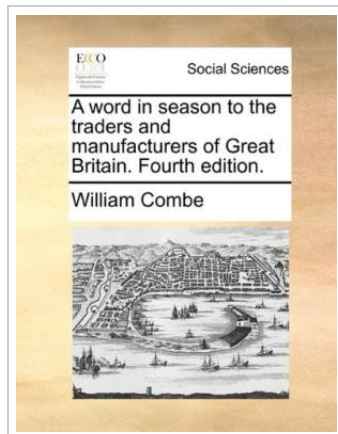 ECCO
Social Sciences
A word in season to the
traders and
manufacturers of Great
Britain. Fourth edition.
William Combe